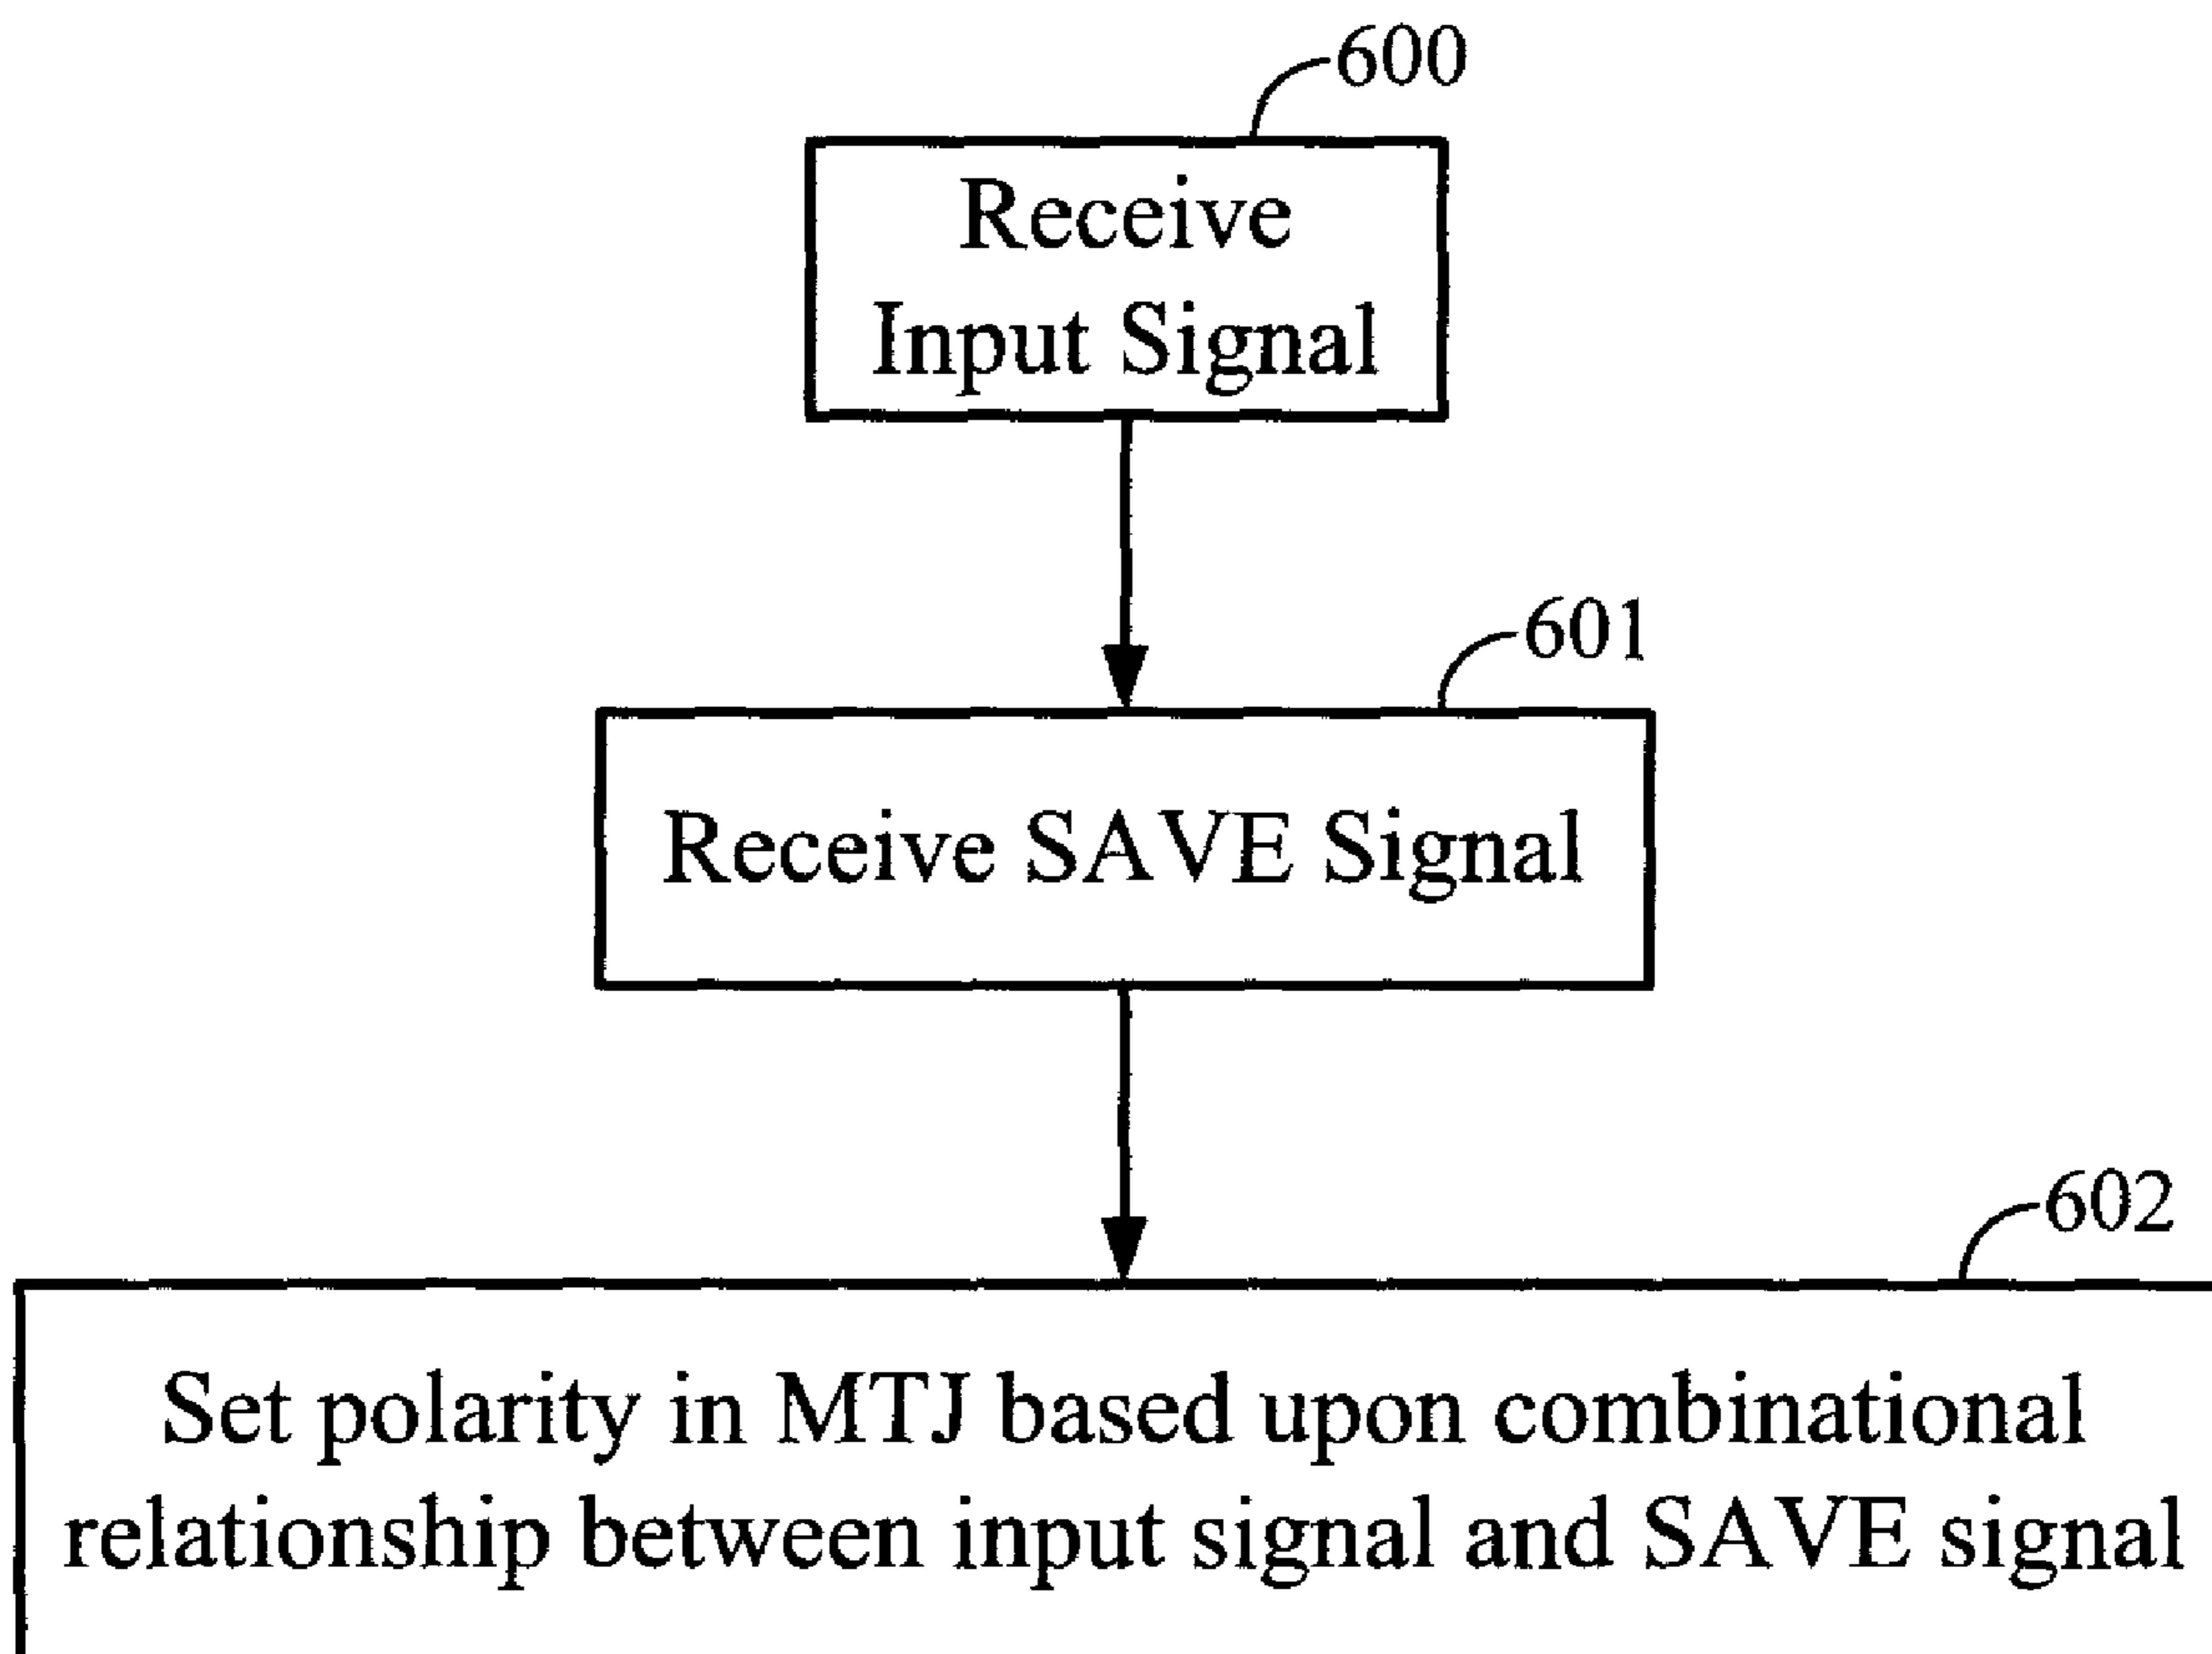 600
Receive
Input Signal
601
Receive SAVE Signal
602
Set polarity in MTJ based upon combinational
relationship between input signal and SAVE signal